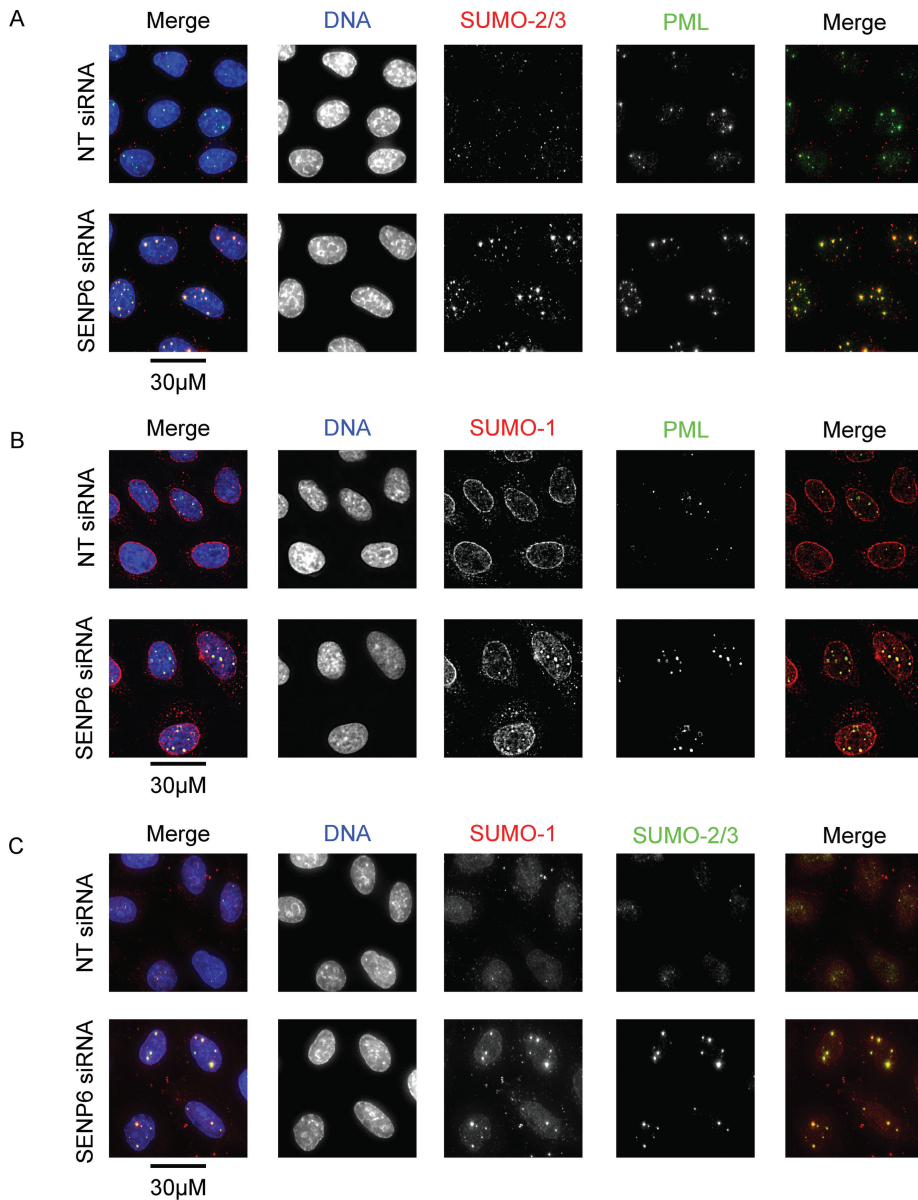 A
Merge DNA SUMO-2/3 PML Merge
NT siRNA
SENP6 siRNA
30µM
B
Merge DNA SUMO-1 PML Merge
NT siRNA
SENP6 siRNA
30µM
C
Merge DNA SUMO-1 SUMO-2/3 Merge
NT siRNA
SENP6 siRNA
30µM